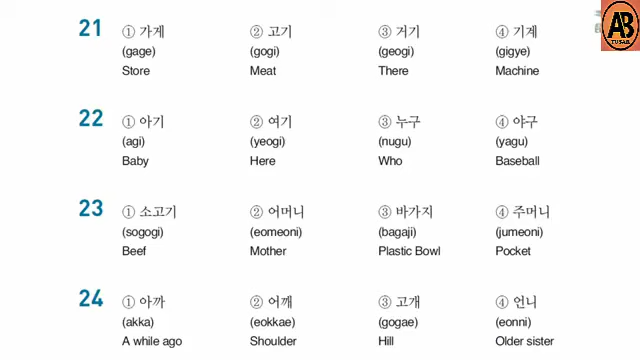 21 ① 가게 ② 고기 ③ 거기 ④ 기계
(gage) (gogi) (geogi) (gigye)
Store Meat There Machine
22 ① 아기 ② 여기 ③ 누구 ④ 야구
(agi) (yeogi) (nugu) (yagu)
Baby Here Who Baseball
23 ① 소고기 ② 어머니 ③ 바가지 ④ 주머니
(sogogi) (eomeoni) (bagaji) (jumeoni)
Beef Mother Plastic Bowl Pocket
24 ① 아까 ② 어깨 ③ 고개 ④ 언니
(akka) (eokkae) (gogae) (eonni)
A while ago Shoulder Hill Older sister
AB